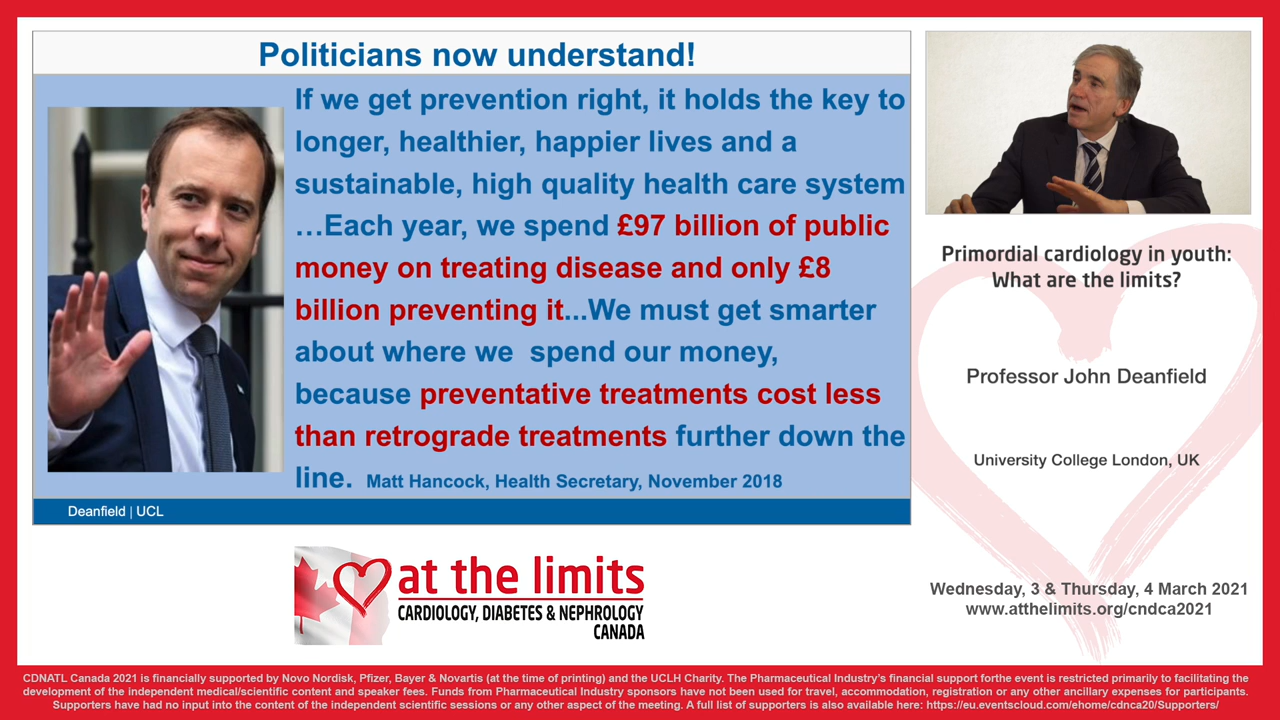 Politicians now understand!
If we get prevention right, it holds the key to
longer, healthier, happier lives and a
sustainable, high quality health care system
…Each year, we spend £97 billion of public
money on treating disease and only £8
billion preventing it...We must get smarter
about where we spend our money,
because preventative treatments cost less
than retrograde treatments further down the
line. Matt Hancock, Health Secretary, November 2018
Deanfield | UCL
Primordial cardiology in youth:
What are the limits?
Professor John Deanfield
University College London, UK
at the limits
CARDIOLOGY, DIABETES & NEPHROLOGY
CANADA
Wednesday, 3 & Thursday, 4 March 2021
www.atthelimits.org/cndca2021
CDNATL Canada 2021 is financially supported by Novo Nordisk, Pfizer, Bayer & Novartis (at the time of printing) and the UCLH Charity. The Pharmaceutical Industry's financial support forthe event is restricted primarily to facilitating the
development of the independent medical/scientific content and speaker fees. Funds from Pharmaceutical Industry sponsors have not been used for travel, accommodation, registration or any other ancillary expenses for participants.
Supporters have had no input into the content of the independent scientific sessions or any other aspect of the meeting. A full list of supporters is also available here: https://eu.eventscloud.com/ehome/cdnca20/Supporters/